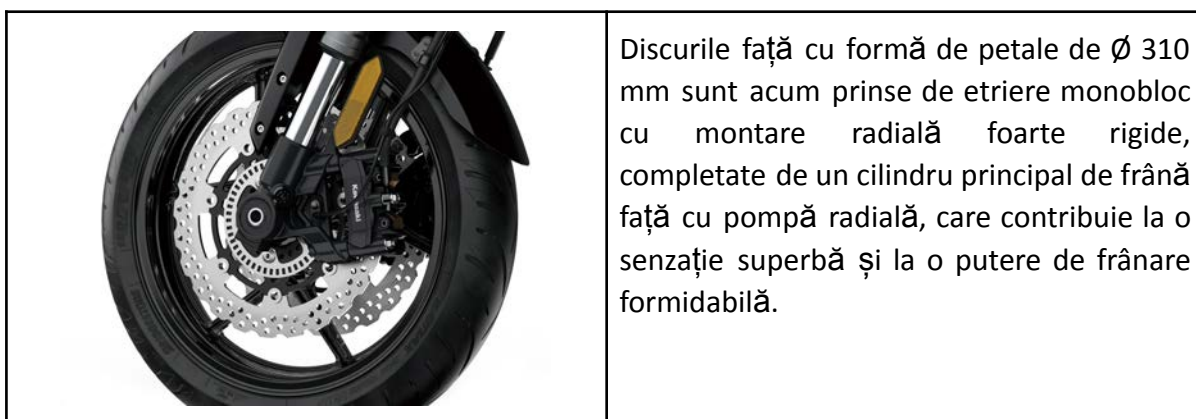 Discurile față cu formă de petale de Ø 310
mm sunt acum prinse de etriere monobloc
cu montare radială foarte rigide,
completate de un cilindru principal de frână
față cu pompă radială, care contribuie la o
senzație superbă și la o putere de frânare
formidabilă.
Kawasaki